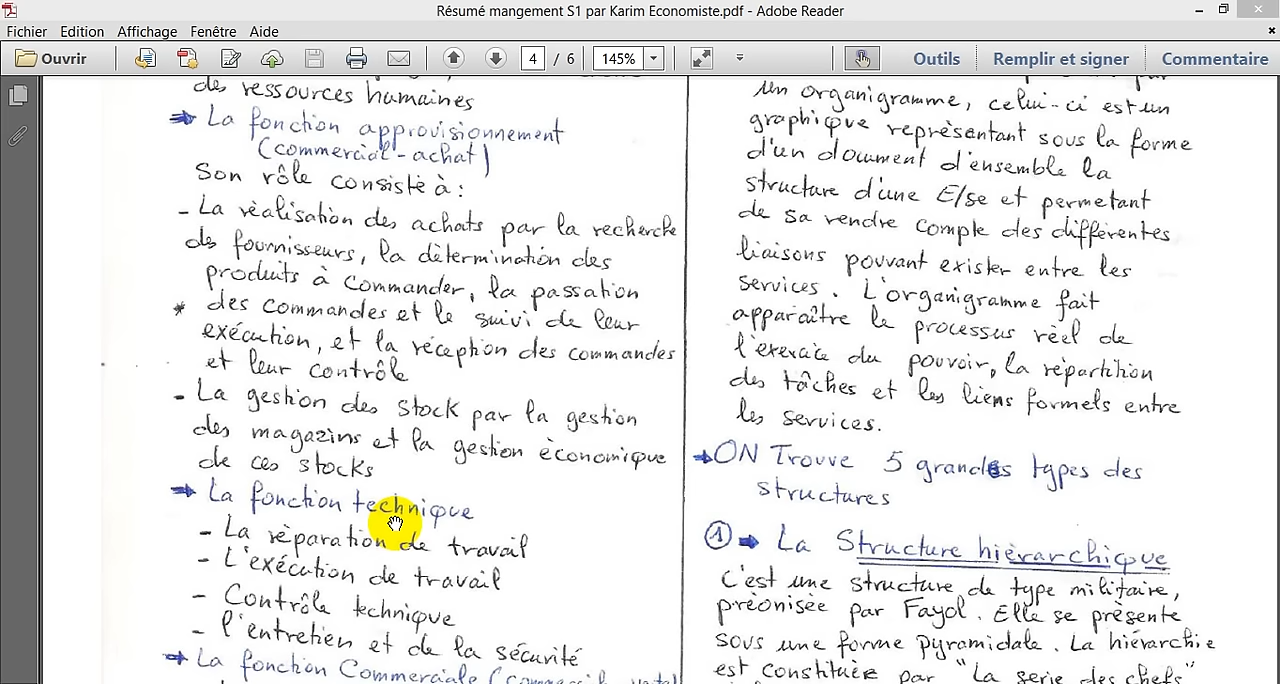 Résumé mangement S1 par Karim Economiste.pdf - Adobe Reader
Fichier Edition Affichage Fenêtre Aide
Ouvrir 4 / 6 145% Outils Remplir et signer Commentaire
des ressources humaines
La fonction approvisionnement
(commercial-achat)
Son rôle consiste à :
- La réalisation des achats par la recherche
des fournisseurs, la détermination des
produits à commander, la passation
* des commandes et le suivi de leur
exécution, et la réception des commandes
et leur contrôle
- La gestion des stock par la gestion
des magazins et la gestion économique
de ces stocks
La fonction technique
- La réparation de travail
- L'exécution de travail
- Contrôle technique
- l'entretien et de la sécurité
La fonction Commerciale
un organigramme, celui-ci est un
graphique représentant sous la forme
d'un document d'ensemble la
structure d'une E/se et permetant
de sa rendre compte des différentes
liaisons pouvant exister entre les
services. L'organigramme fait
apparaître le processus réel de
l'exercice du pouvoir, la répartition
des tâches et les liens formels entre
les services.
ON Trouve 5 grandes types des
structures
1 La Structure hiérarchique
C'est une structure de type militaire,
préonisée par Fayol. Elle se présente
sous une forme pyramidale. La hiérarchie
est constituée par "La serie des chefs"